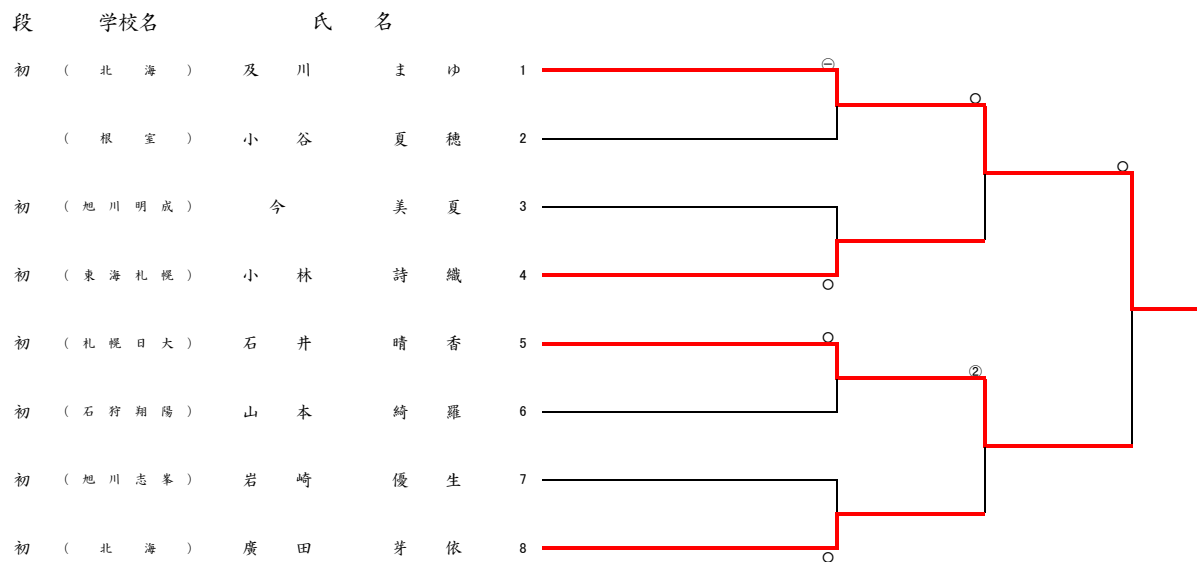 段 学校名 氏 名
初 （ 北 海 ） 及 川 ま ゆ 1
（ 根 室 ） 小 谷 夏 穂 2
初 （ 旭 川 明 成 ） 今 美 夏 3
初 （ 東 海 札 幌 ） 小 林 詩 織 4
初 （ 札 幌 日 大 ） 石 井 晴 香 5
初 （ 石 狩 翔 陽 ） 山 本 綺 羅 6
初 （ 旭 川 志 峯 ） 岩 崎 優 生 7
初 （ 北 海 ） 廣 田 芽 依 8
㊀
○
○
○
○
②
○